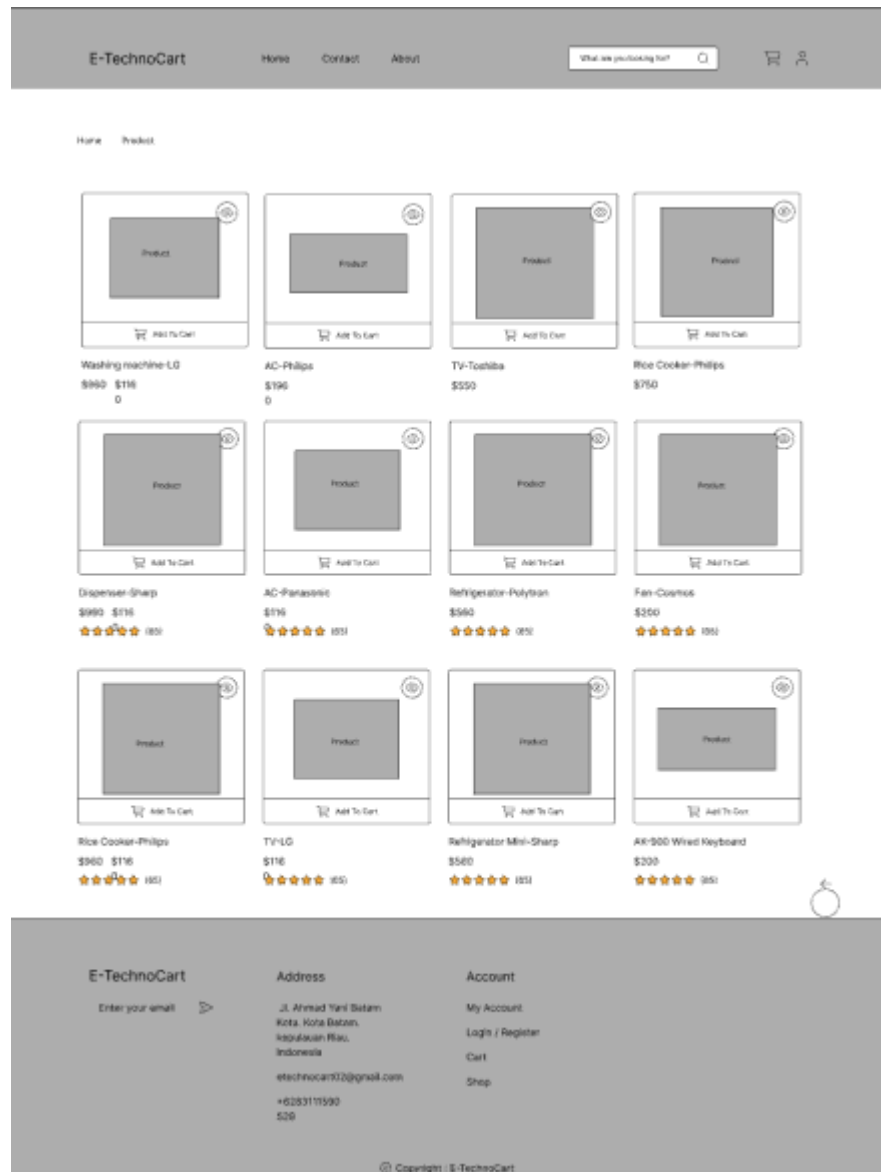 E-TechnoCart Home Contact About What are you looking for?
Home Product
Product Product Product Product
Add To Cart Add To Cart Add To Cart Add To Cart
Washing machine-LG AC-Philips TV-Toshiba Rice Cooker-Philips
$960 $116 $196 $550 $750
0 0
Product Product Product Product
Add To Cart Add To Cart Add To Cart Add To Cart
Dispenser-Sharp AC-Panasonic Refrigerator-Polytron Fan-Cosmos
$960 $116 $116 $560 $200
0 0
(65) (65) (65) (65)
Product Product Product Product
Add To Cart Add To Cart Add To Cart Add To Cart
Rice Cooker-Philips TV-LG Refrigerator Mini-Sharp AK-900 Wired Keyboard
$960 $116 $116 $560 $200
0 0
(65) (65) (65) (65)
E-TechnoCart
Enter your email
Address
Jl. Ahmad Yani Batam
Kota. Kota Batam.
kepulauan Riau.
Indonesia
etechnocart02@gmail.com
+6283111590
528
Account
My Account
Login / Register
Cart
Shop
© Copyright | E-TechnoCart